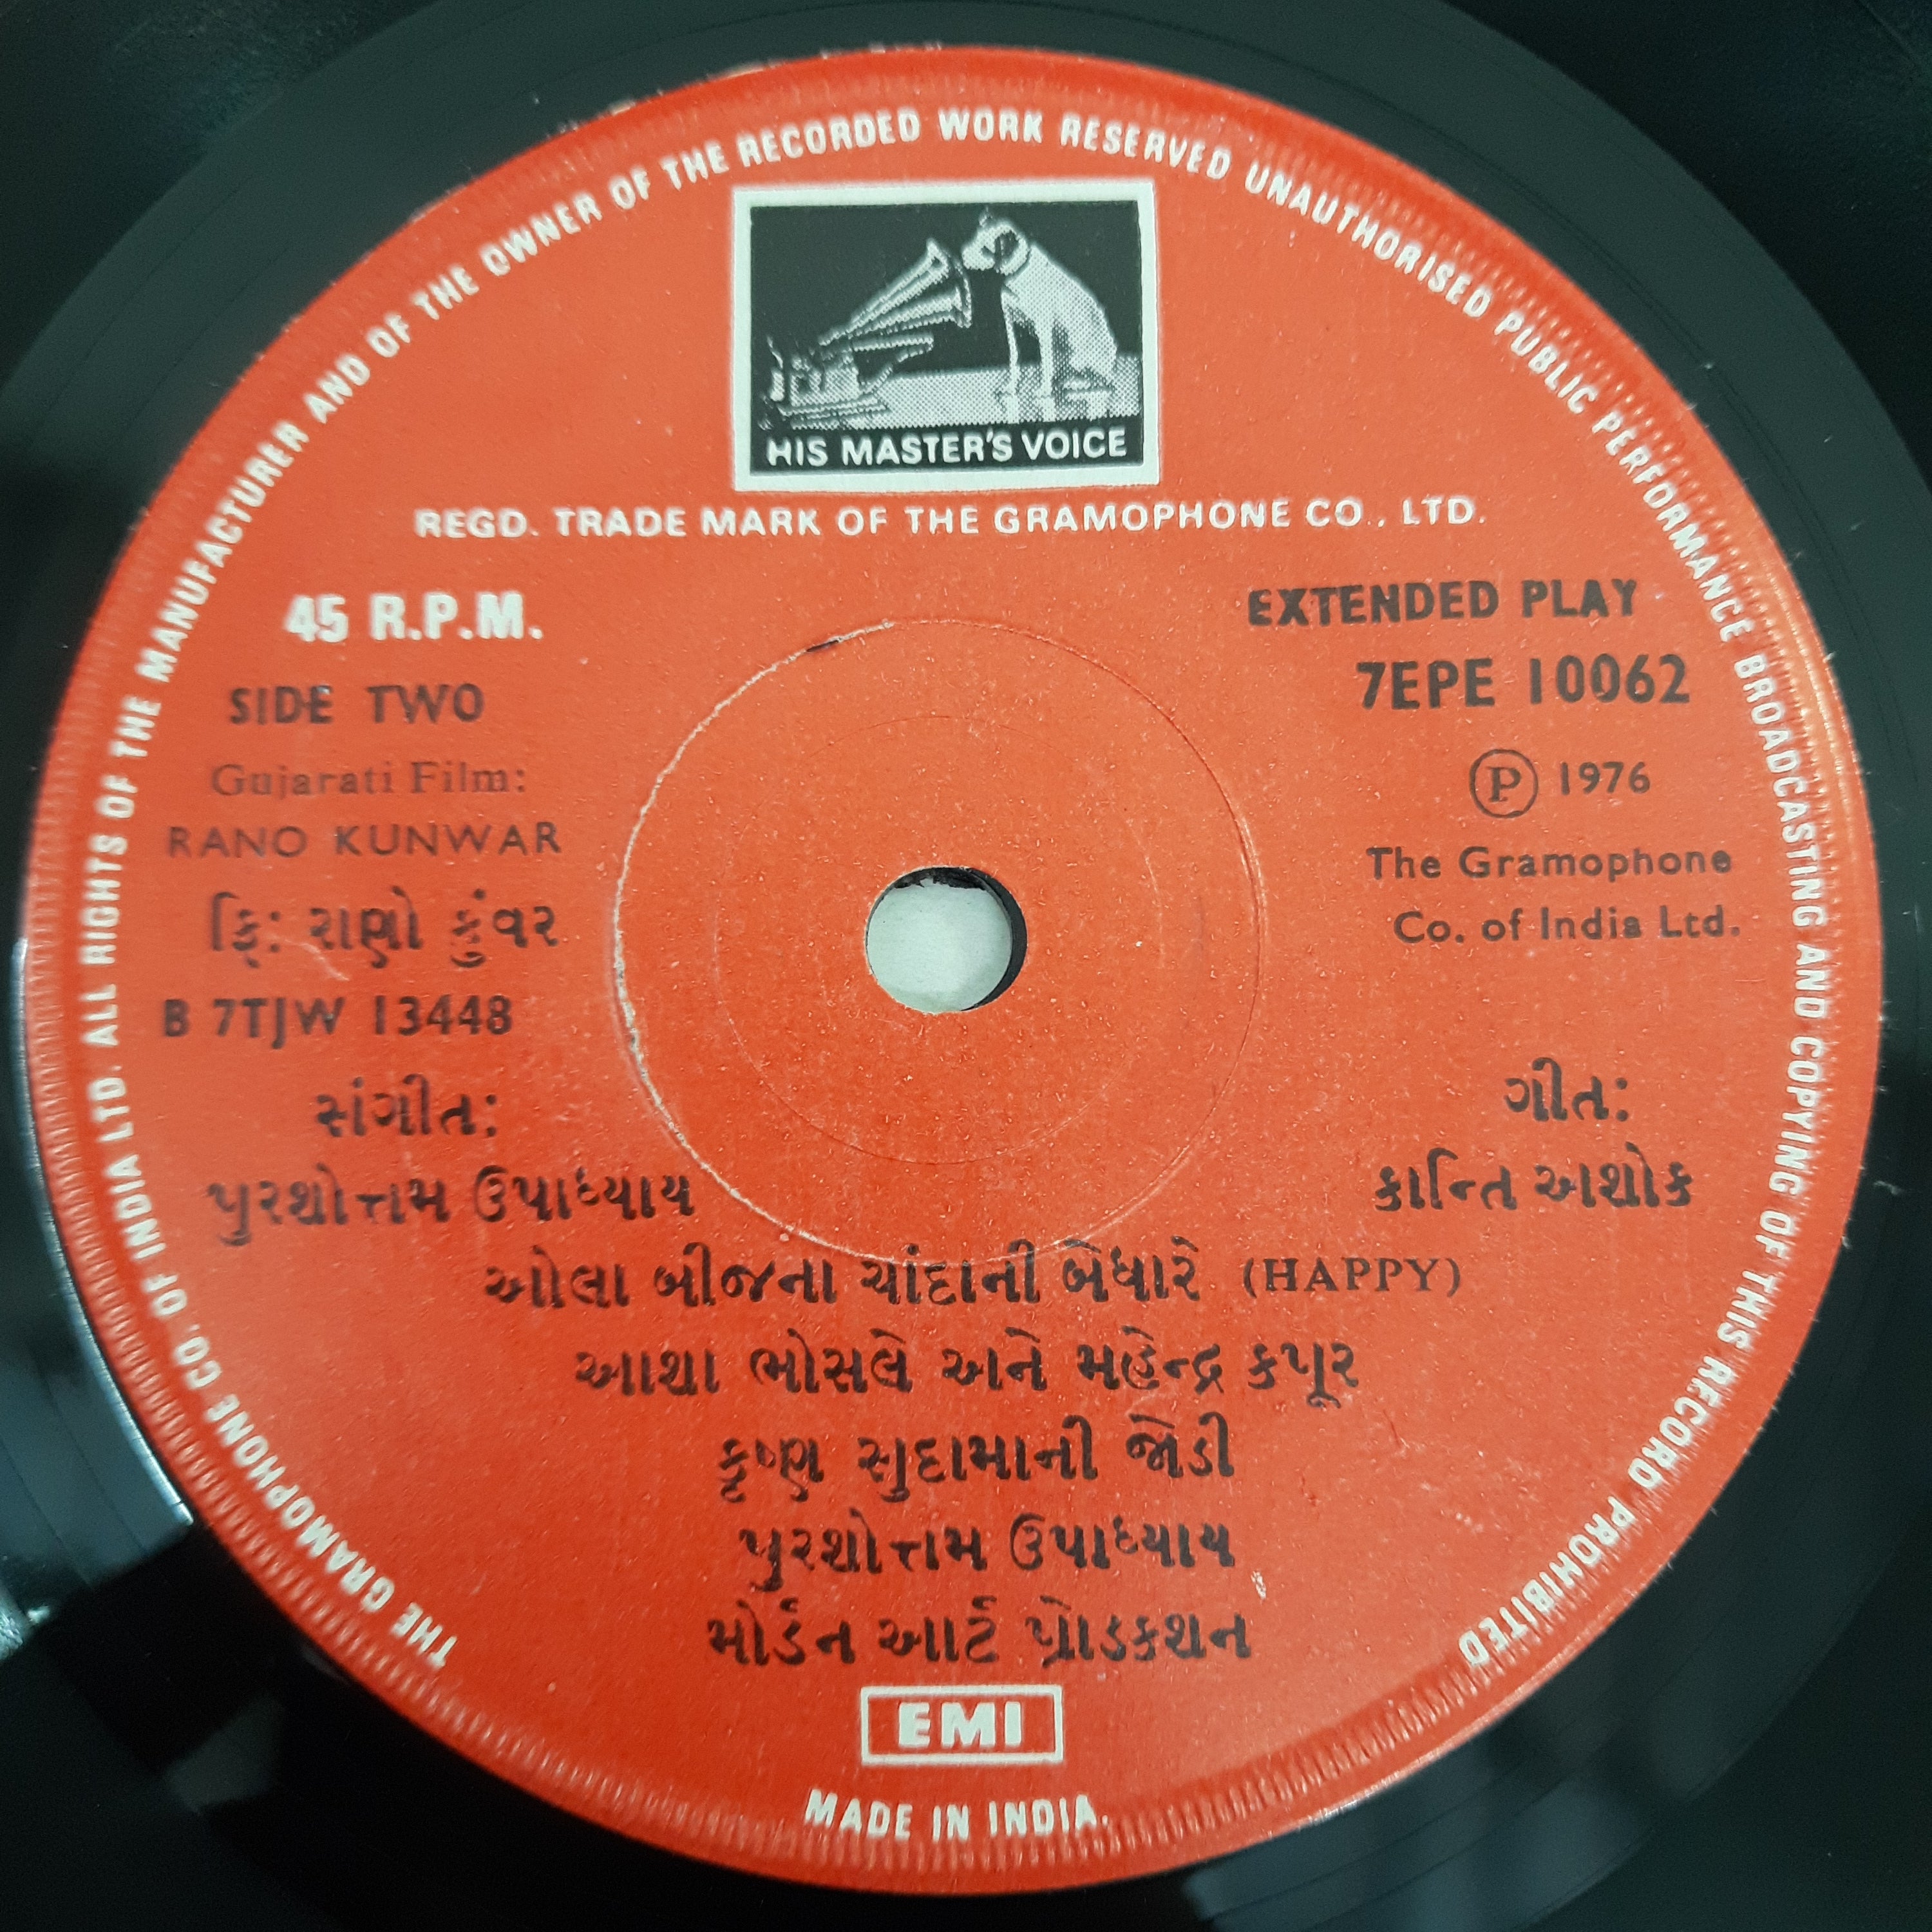 THE GRAMOPHONE CO. OF INDIA LTD. ALL RIGHTS OF THE MANUFACTURER AND OF THE OWNER OF THE RECORDED WORK RESERVED UNAUTHORISED PUBLIC PERFORMANCE BROADCASTING AND COPYING OF THIS RECORD PROHIBITED
HIS MASTER'S VOICE
REGD. TRADE MARK OF THE GRAMOPHONE CO., LTD.
45 R.P.M.
SIDE TWO
Gujarati Film:
RANO KUNWAR
ફિ: રાણો કુંવર
B 7TJW 13448
EXTENDED PLAY
7EPE 10062
Ⓟ 1976
The Gramophone
Co. of India Ltd.
સંગીત:
પુરશોત્તમ ઉપાધ્યાય
ગીત:
કાન્તિ અશોક
ઓલા બીજના ચાંદાની બેધારે (HAPPY)
આશા ભોસલે અને મહેન્દ્ર કપૂર
કૃષ્ણ સુદામાની જોડી
પુરશોત્તમ ઉપાધ્યાય
મોર્ડન આર્ટ પ્રોડકશન
EMI
MADE IN INDIA.